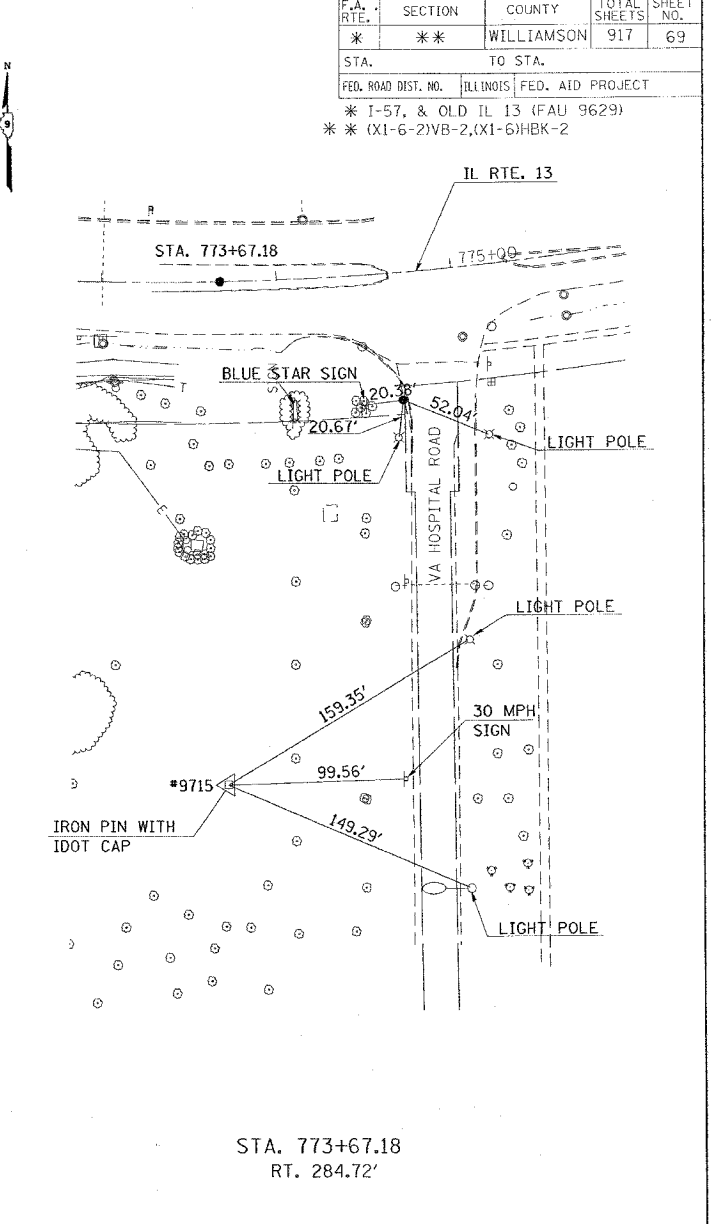 F.A. RTE. SECTION COUNTY TOTAL SHEETS SHEET NO.
* ** WILLIAMSON 917 69
STA. TO STA.
FED. ROAD DIST. NO. ILLINOIS FED. AID PROJECT
* I-57, & OLD IL 13 (FAU 9629)
* * (X1-6-2)VB-2,(X1-6)HBK-2
N
9
IL RTE. 13
R
STA. 773+67.18
775+00
BLUE STAR SIGN
20.38'
52.04'
T
20.67'
LIGHT POLE
LIGHT POLE
VA HOSPITAL ROAD
E
LIGHT POLE
159.35'
30 MPH
SIGN
99.56'
#9715
149.29'
IRON PIN WITH
IDOT CAP
LIGHT POLE
STA. 773+67.18
RT. 284.72'